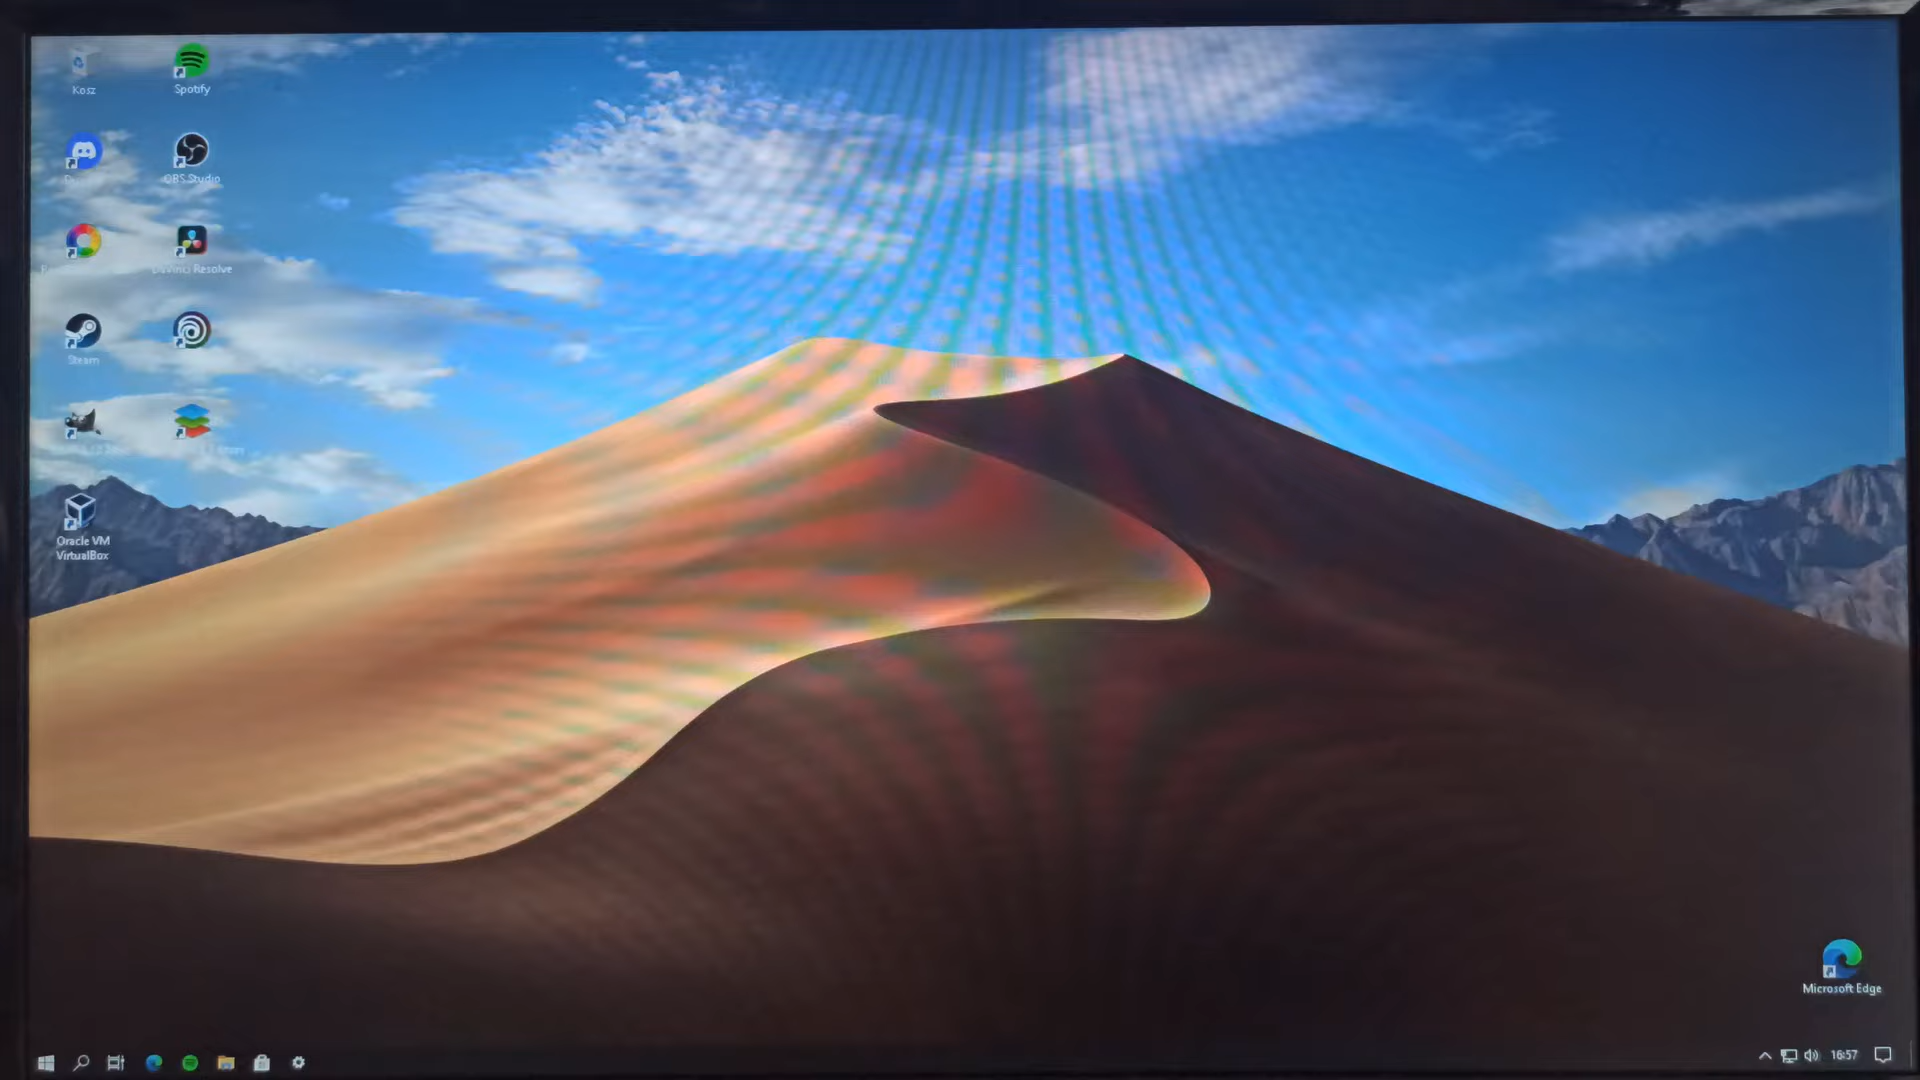 Kosz
Spotify
OBS Studio
DaVinci Resolve
Steam
Oracle VM
VirtualBox
Microsoft Edge
16:57